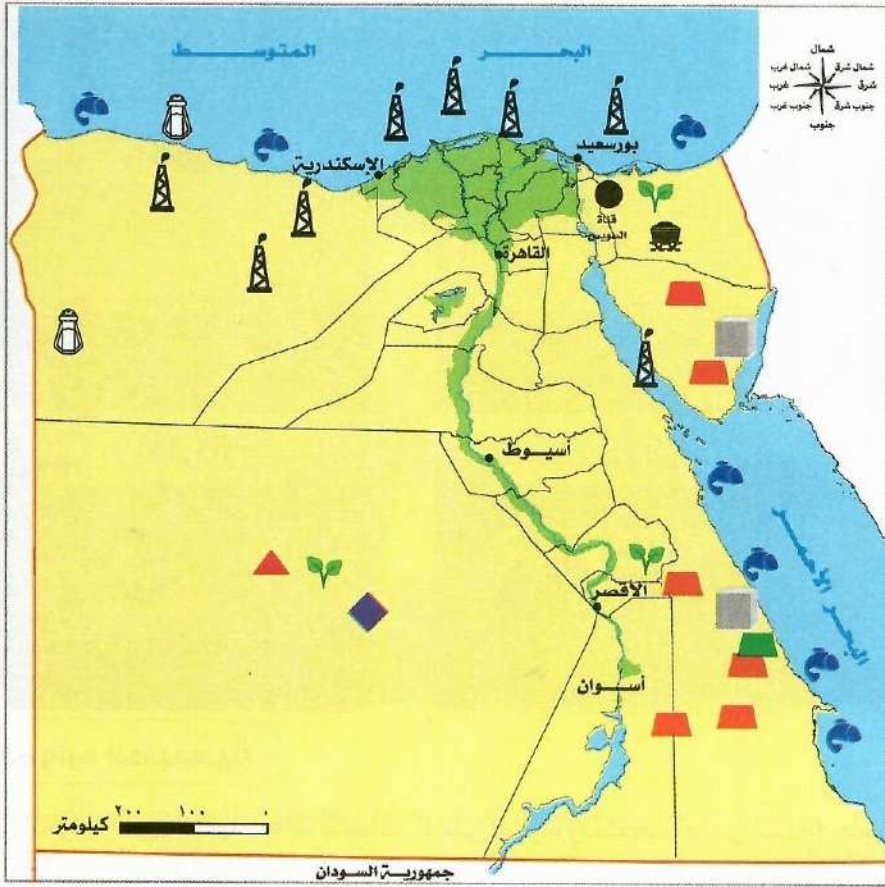 البحر المتوسط
شمال
شمال غرب شمال شرق
غرب شرق
جنوب غرب جنوب شرق
جنوب
بورسعيد
الإسكندرية
قناة
السويس
القاهرة
أسيوط
البحر الأحمر
الأقصر
أسوان
٢٠٠ ١٠٠ ٠
كيلومتر
جمهورية السودان